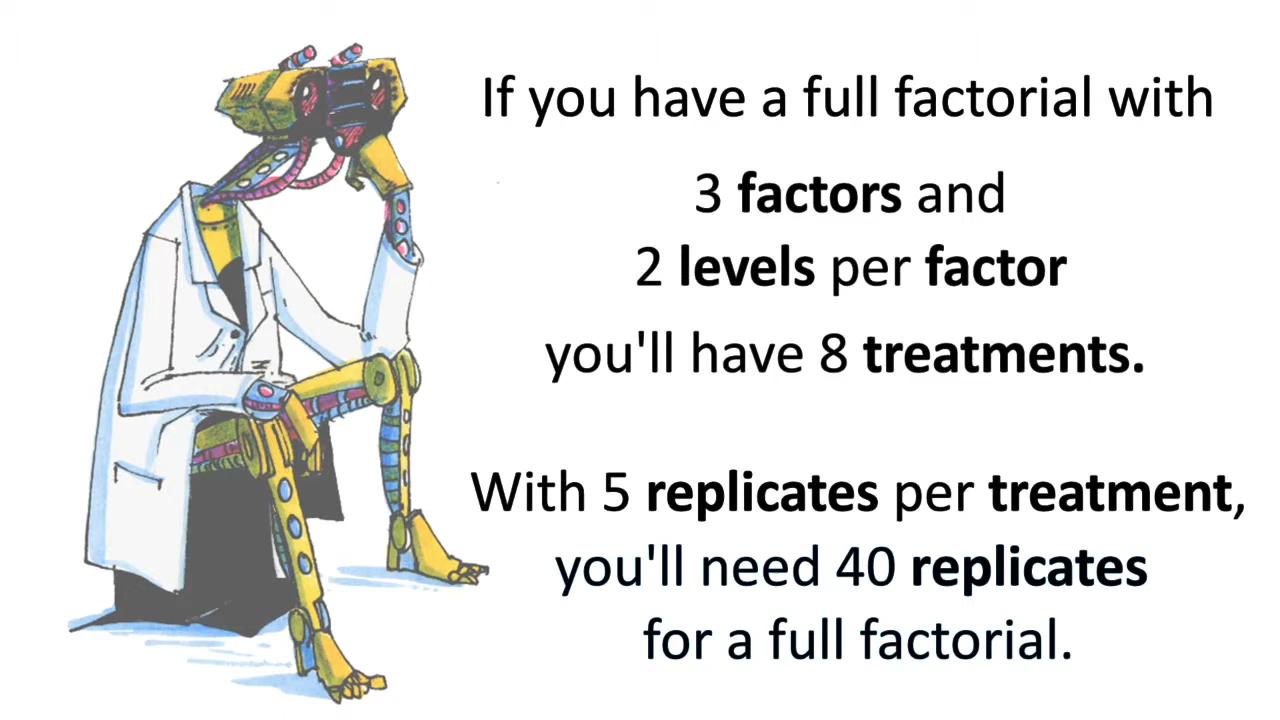 If you have a full factorial with
3 factors and
2 levels per factor
you'll have 8 treatments.
With 5 replicates per treatment,
you'll need 40 replicates
for a full factorial.